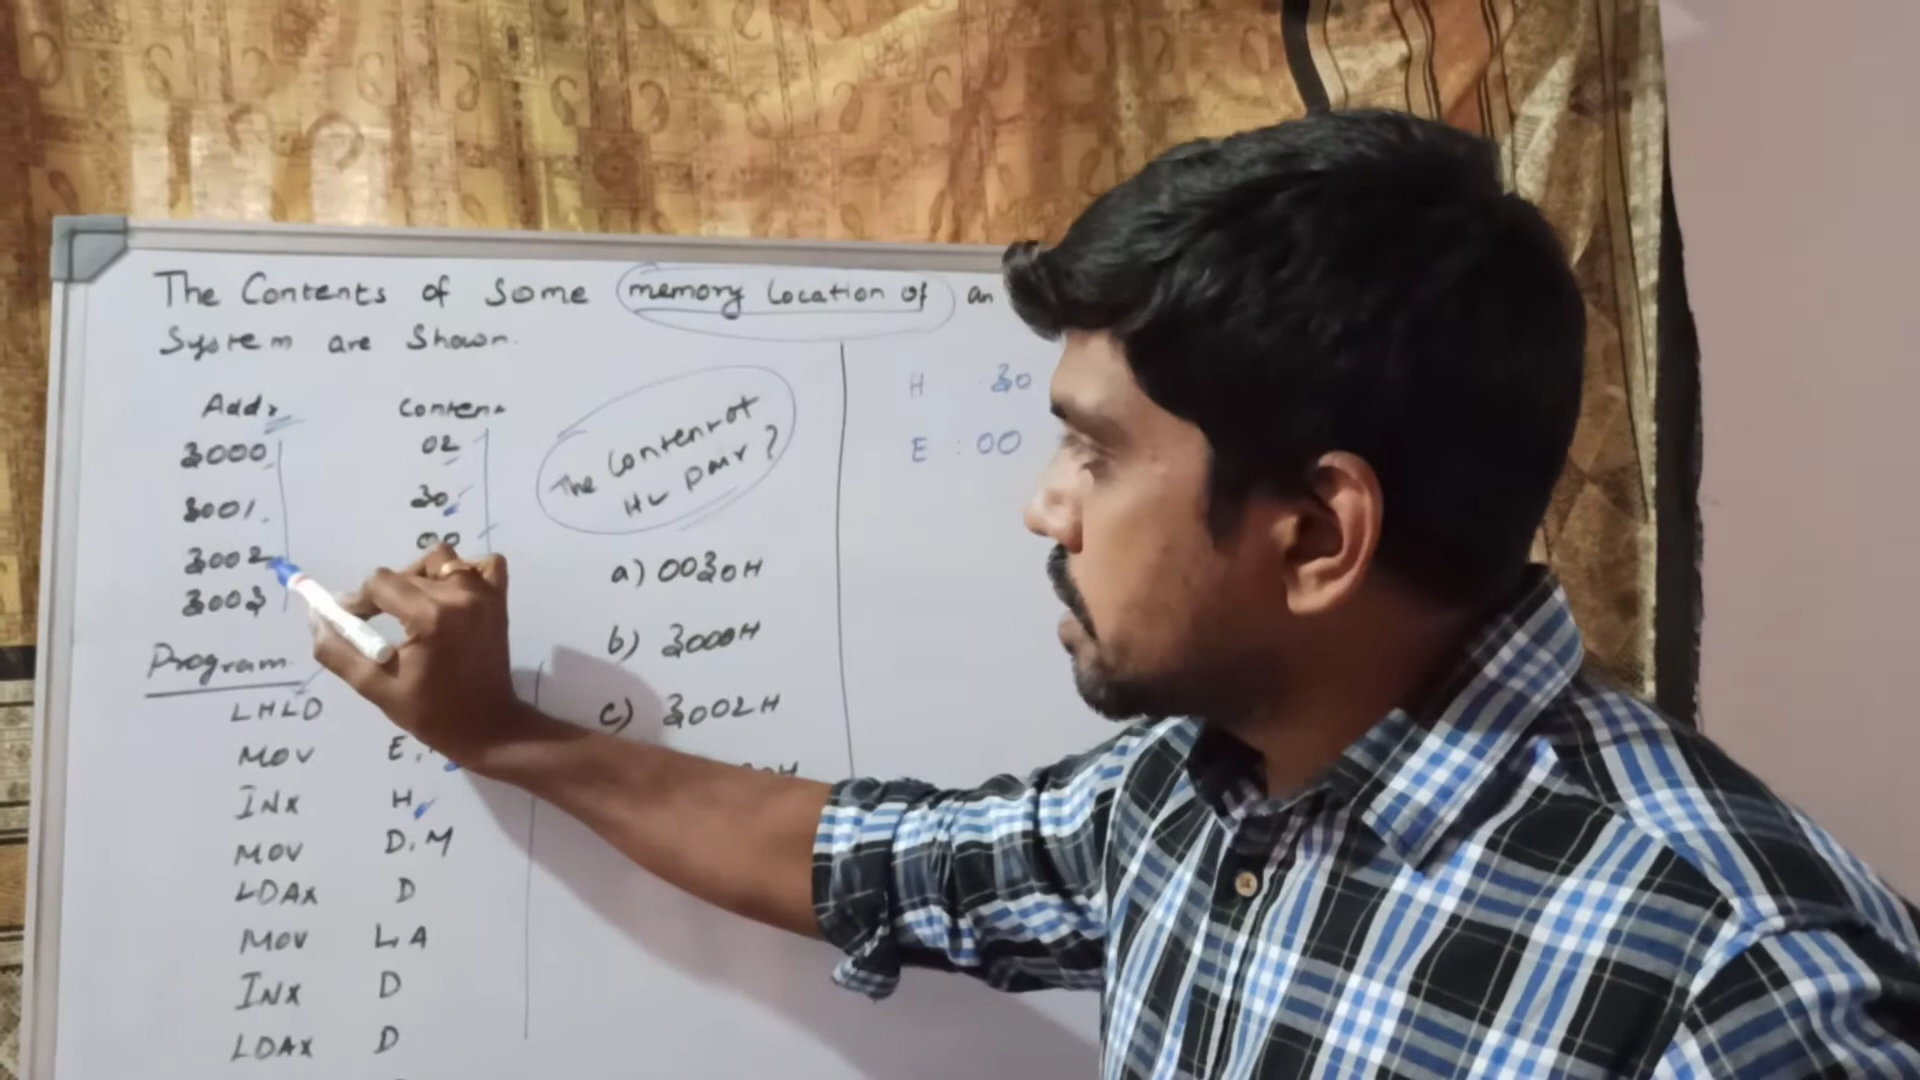 The Contents of Some memory Location of an
System are Shown.
Addr Content
3000 02
3001 30
3002 00
3003
The Content of
HL pair?
a) 0030H
b) 3000H
c) 3002H
H 30
E : 00
Program
LHLD
MOV E,
INX H
MOV D, M
LDAX D
MOV L A
INX D
LDAX D